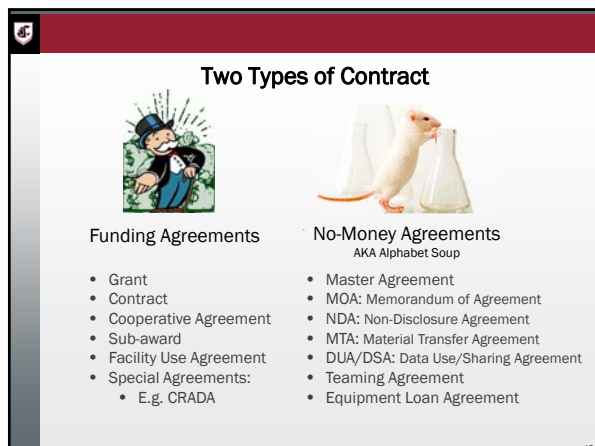 Two Types of Contract
Funding Agreements
• Grant
• Contract
• Cooperative Agreement
• Sub-award
• Facility Use Agreement
• Special Agreements:
• E.g. CRADA
No-Money Agreements
AKA Alphabet Soup
• Master Agreement
• MOA: Memorandum of Agreement
• NDA: Non-Disclosure Agreement
• MTA: Material Transfer Agreement
• DUA/DSA: Data Use/Sharing Agreement
• Teaming Agreement
• Equipment Loan Agreement